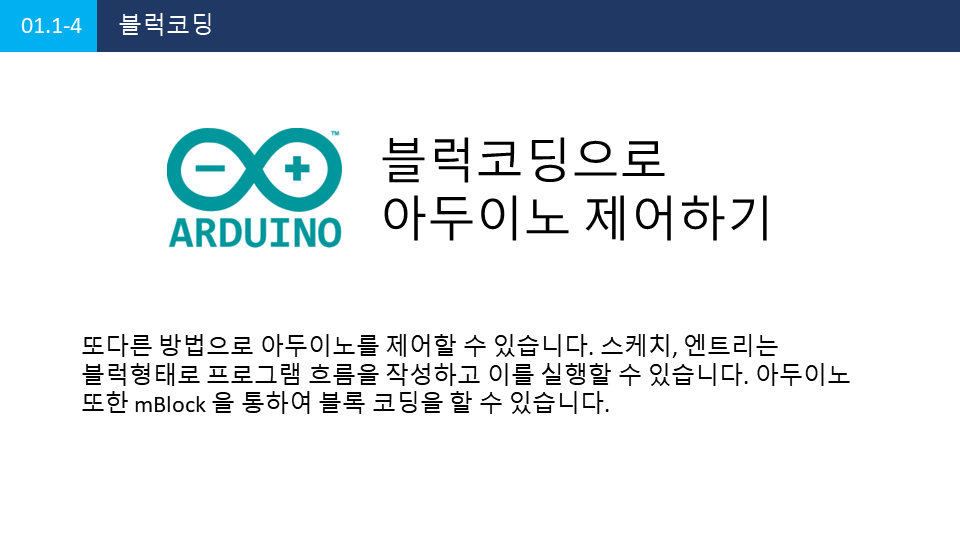 01.1-4 블럭코딩
ARDUINO ™
블럭코딩으로
아두이노 제어하기
또다른 방법으로 아두이노를 제어할 수 있습니다. 스케치, 엔트리는
블럭형태로 프로그램 흐름을 작성하고 이를 실행할 수 있습니다. 아두이노
또한 mBlock 을 통하여 블록 코딩을 할 수 있습니다.